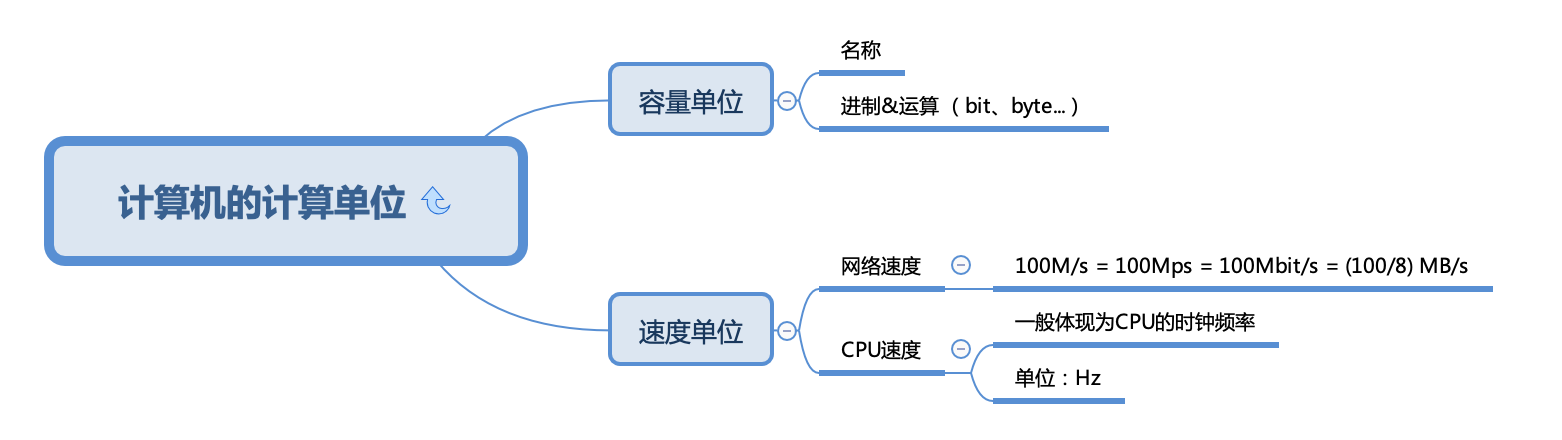 计算机的计算单位
容量单位
名称
进制&运算（bit、byte...）
速度单位
网络速度
100M/s = 100Mps = 100Mbit/s = (100/8) MB/s
CPU速度
一般体现为CPU的时钟频率
单位：Hz